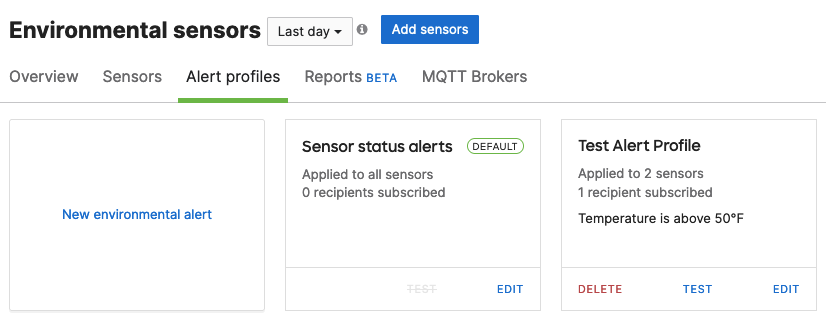 Environmental sensors Last day Add sensors
Overview Sensors Alert profiles Reports BETA MQTT Brokers
New environmental alert
Sensor status alerts DEFAULT
Applied to all sensors
0 recipients subscribed
TEST EDIT
Test Alert Profile
Applied to 2 sensors
1 recipient subscribed
Temperature is above 50°F
DELETE TEST EDIT